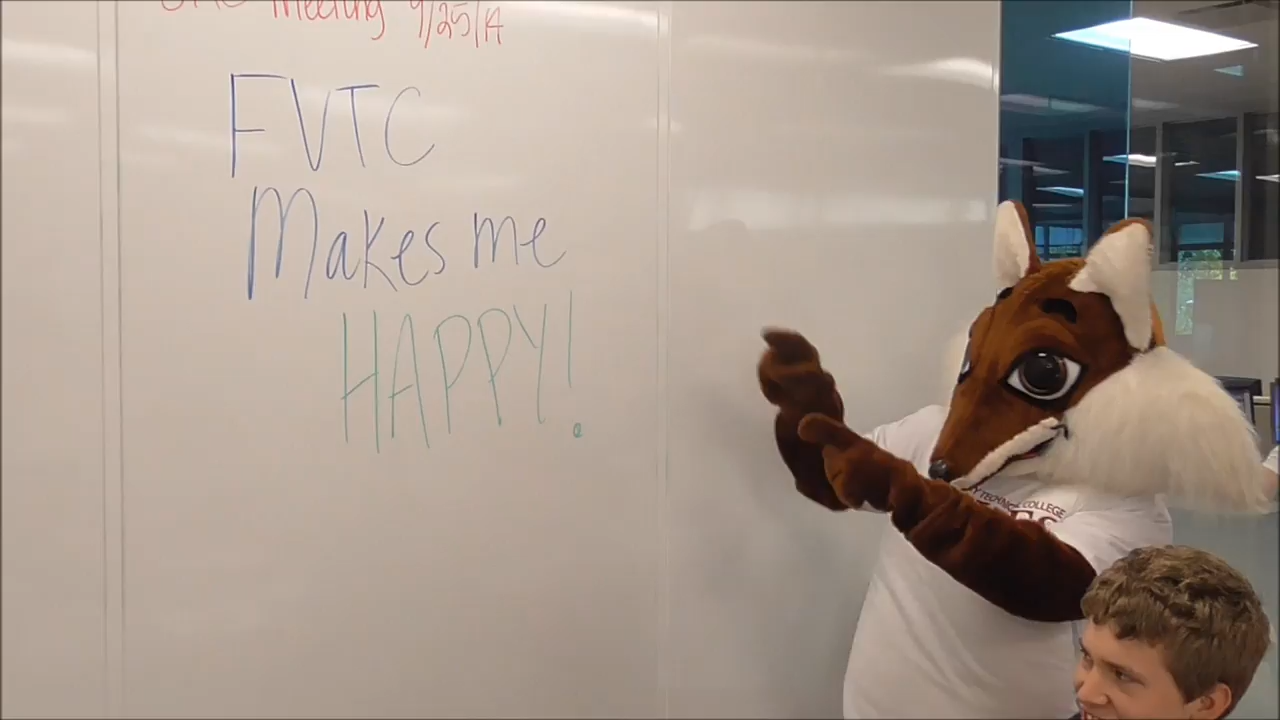 Meeting 9/25/14
FVTC
Makes me
HAPPY!
TECHNICAL COLLEGE